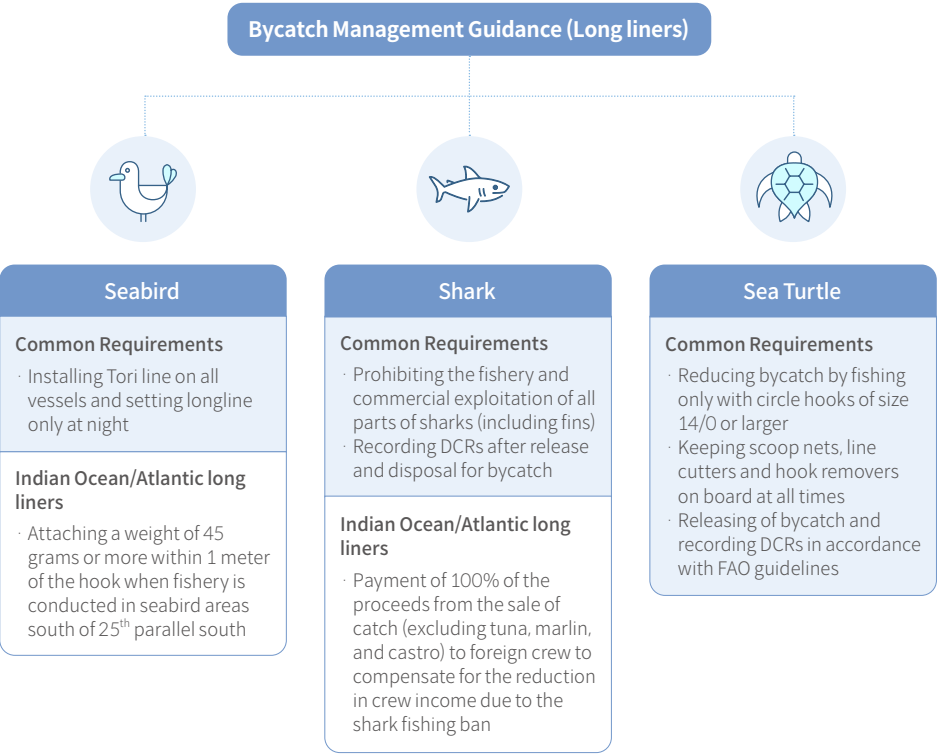 Bycatch Management Guidance (Long liners)
Seabird
Common Requirements
· Installing Tori line on all
vessels and setting longline
only at night
Indian Ocean/Atlantic long
liners
· Attaching a weight of 45
grams or more within 1 meter
of the hook when fishery is
conducted in seabird areas
south of 25th parallel south
Shark
Common Requirements
· Prohibiting the fishery and
commercial exploitation of all
parts of sharks (including fins)
· Recording DCRs after release
and disposal for bycatch
Indian Ocean/Atlantic long
liners
· Payment of 100% of the
proceeds from the sale of
catch (excluding tuna, marlin,
and castro) to foreign crew to
compensate for the reduction
in crew income due to the
shark fishing ban
Sea Turtle
Common Requirements
· Reducing bycatch by fishing
only with circle hooks of size
14/0 or larger
· Keeping scoop nets, line
cutters and hook removers
on board at all times
· Releasing of bycatch and
recording DCRs in accordance
with FAO guidelines